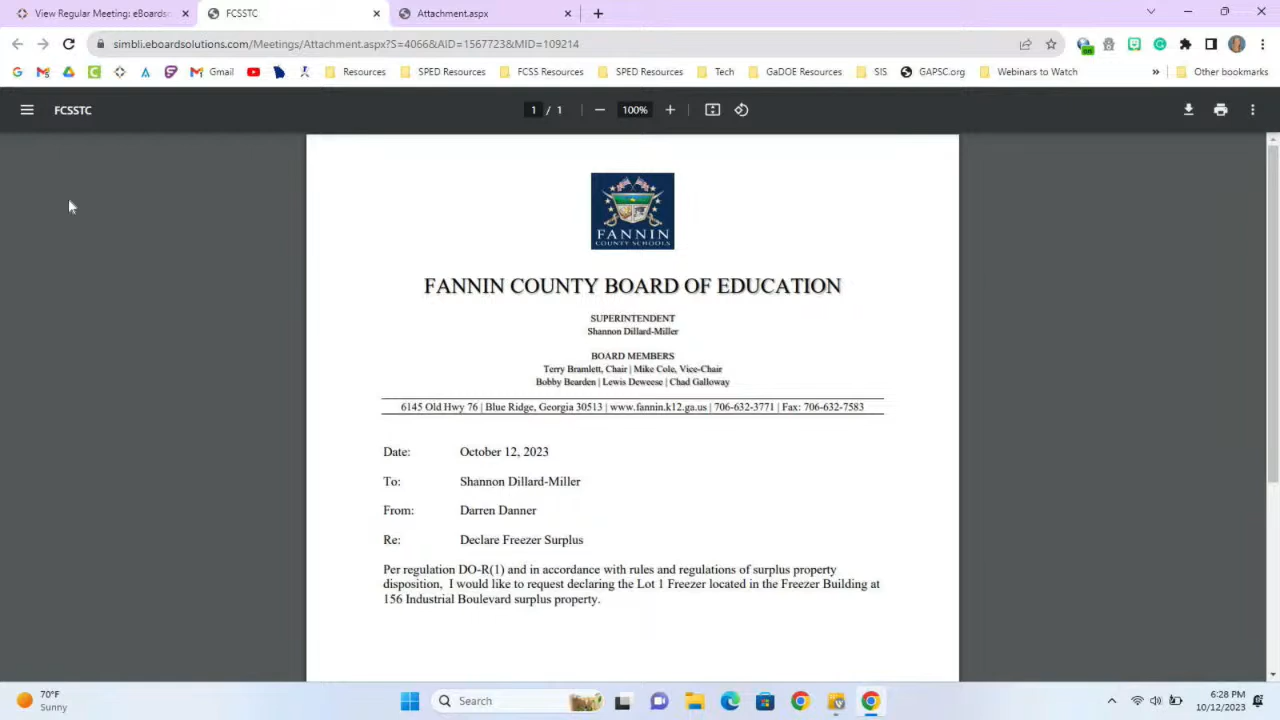 View Regular Meeting: eBoards
FCSSTC
Attachment.aspx
simbli.eboardsolutions.com/Meetings/Attachment.aspx?S=4066&AID=1567723&MID=109214
Gmail
Resources
SPED Resources
FCSS Resources
SPED Resources
Tech
GaDOE Resources
SIS
GAPSC.org
Webinars to Watch
»
Other bookmarks
FCSSTC
1 / 1
100%
FANNIN
COUNTY SCHOOLS
FANNIN COUNTY BOARD OF EDUCATION
SUPERINTENDENT
Shannon Dillard-Miller
BOARD MEMBERS
Terry Bramlett, Chair | Mike Cole, Vice-Chair
Bobby Bearden | Lewis Deweese | Chad Galloway
6145 Old Hwy 76 | Blue Ridge, Georgia 30513 | www.fannin.k12.ga.us | 706-632-3771 | Fax: 706-632-7583
Date: October 12, 2023
To: Shannon Dillard-Miller
From: Darren Danner
Re: Declare Freezer Surplus
Per regulation DO-R(1) and in accordance with rules and regulations of surplus property
disposition, I would like to request declaring the Lot 1 Freezer located in the Freezer Building at
156 Industrial Boulevard surplus property.
70°F
Sunny
Search
6:28 PM
10/12/2023